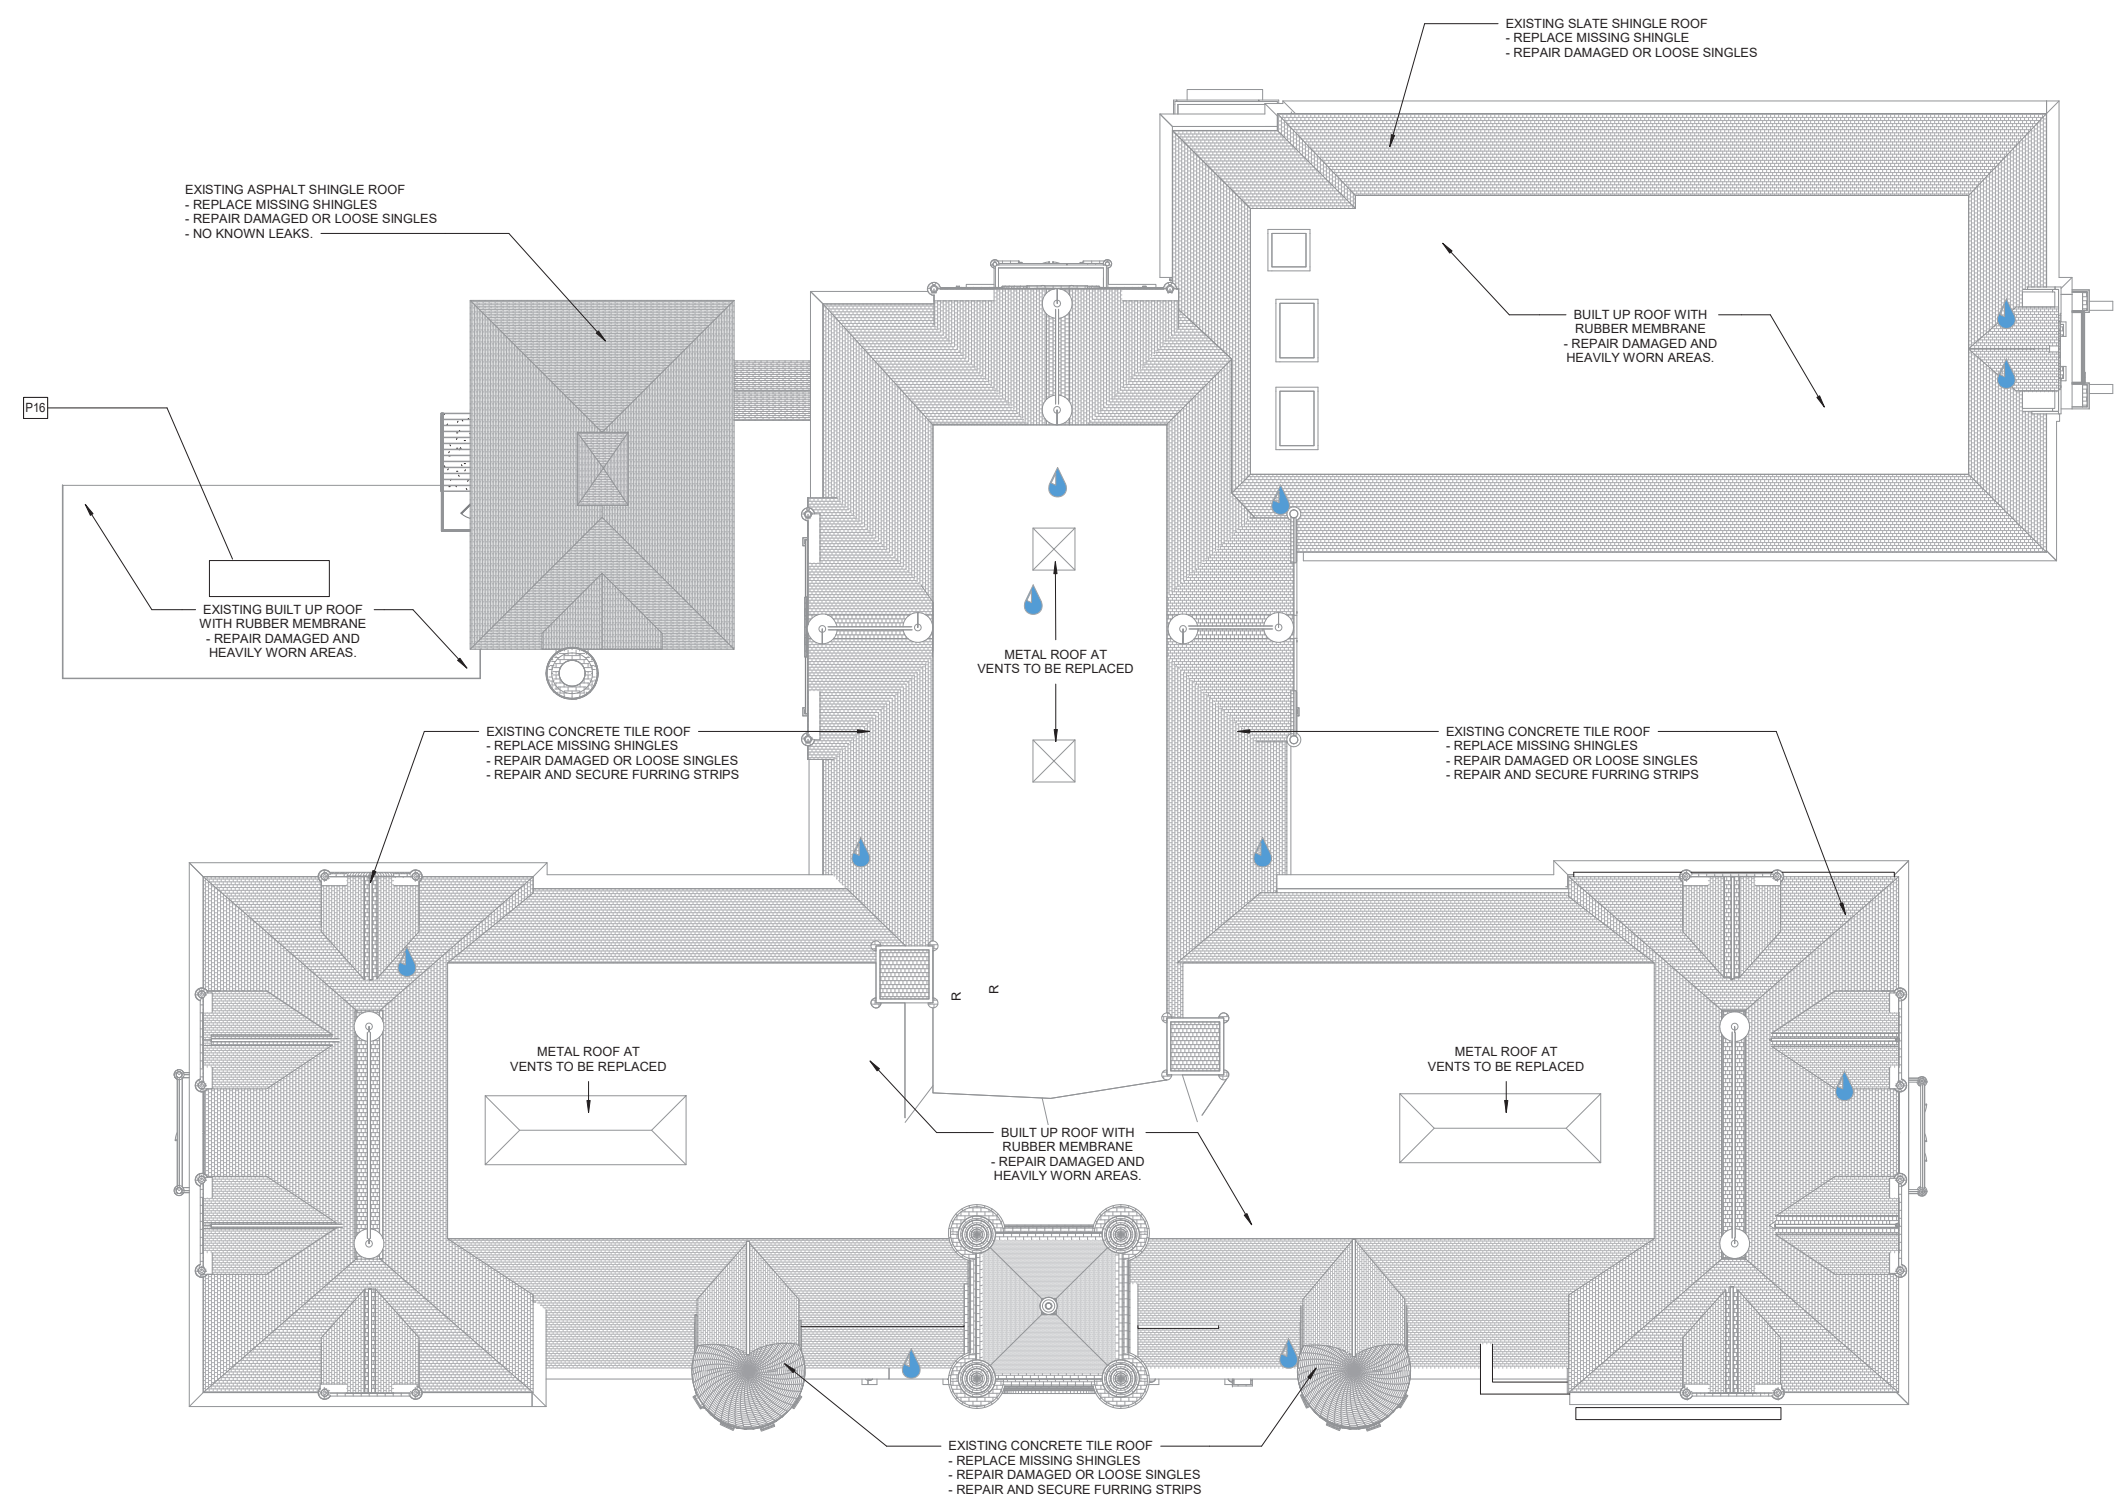 EXISTING SLATE SHINGLE ROOF
- REPLACE MISSING SHINGLE
- REPAIR DAMAGED OR LOOSE SINGLES
EXISTING ASPHALT SHINGLE ROOF
- REPLACE MISSING SHINGLES
- REPAIR DAMAGED OR LOOSE SINGLES
- NO KNOWN LEAKS.
BUILT UP ROOF WITH
RUBBER MEMBRANE
- REPAIR DAMAGED AND
HEAVILY WORN AREAS.
P16
EXISTING BUILT UP ROOF
WITH RUBBER MEMBRANE
- REPAIR DAMAGED AND
HEAVILY WORN AREAS.
METAL ROOF AT
VENTS TO BE REPLACED
EXISTING CONCRETE TILE ROOF
- REPLACE MISSING SHINGLES
- REPAIR DAMAGED OR LOOSE SINGLES
- REPAIR AND SECURE FURRING STRIPS
EXISTING CONCRETE TILE ROOF
- REPLACE MISSING SHINGLES
- REPAIR DAMAGED OR LOOSE SINGLES
- REPAIR AND SECURE FURRING STRIPS
R
R
METAL ROOF AT
VENTS TO BE REPLACED
METAL ROOF AT
VENTS TO BE REPLACED
BUILT UP ROOF WITH
RUBBER MEMBRANE
- REPAIR DAMAGED AND
HEAVILY WORN AREAS.
EXISTING CONCRETE TILE ROOF
- REPLACE MISSING SHINGLES
- REPAIR DAMAGED OR LOOSE SINGLES
- REPAIR AND SECURE FURRING STRIPS